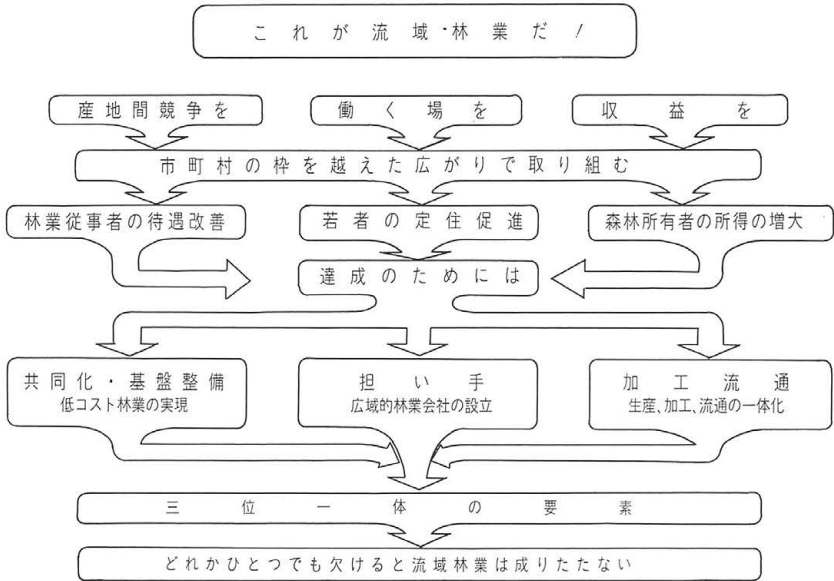 これが流域・林業だ！
産地間競争を
働く場を
収益を
市町村の枠を越えた広がりで取り組む
林業従事者の待遇改善
若者の定住促進
森林所有者の所得の増大
達成のためには
共同化・基盤整備
低コスト林業の実現
担い手
広域的林業会社の設立
加工流通
生産、加工、流通の一体化
三位一体の要素
どれかひとつでも欠けると流域林業は成りたたない